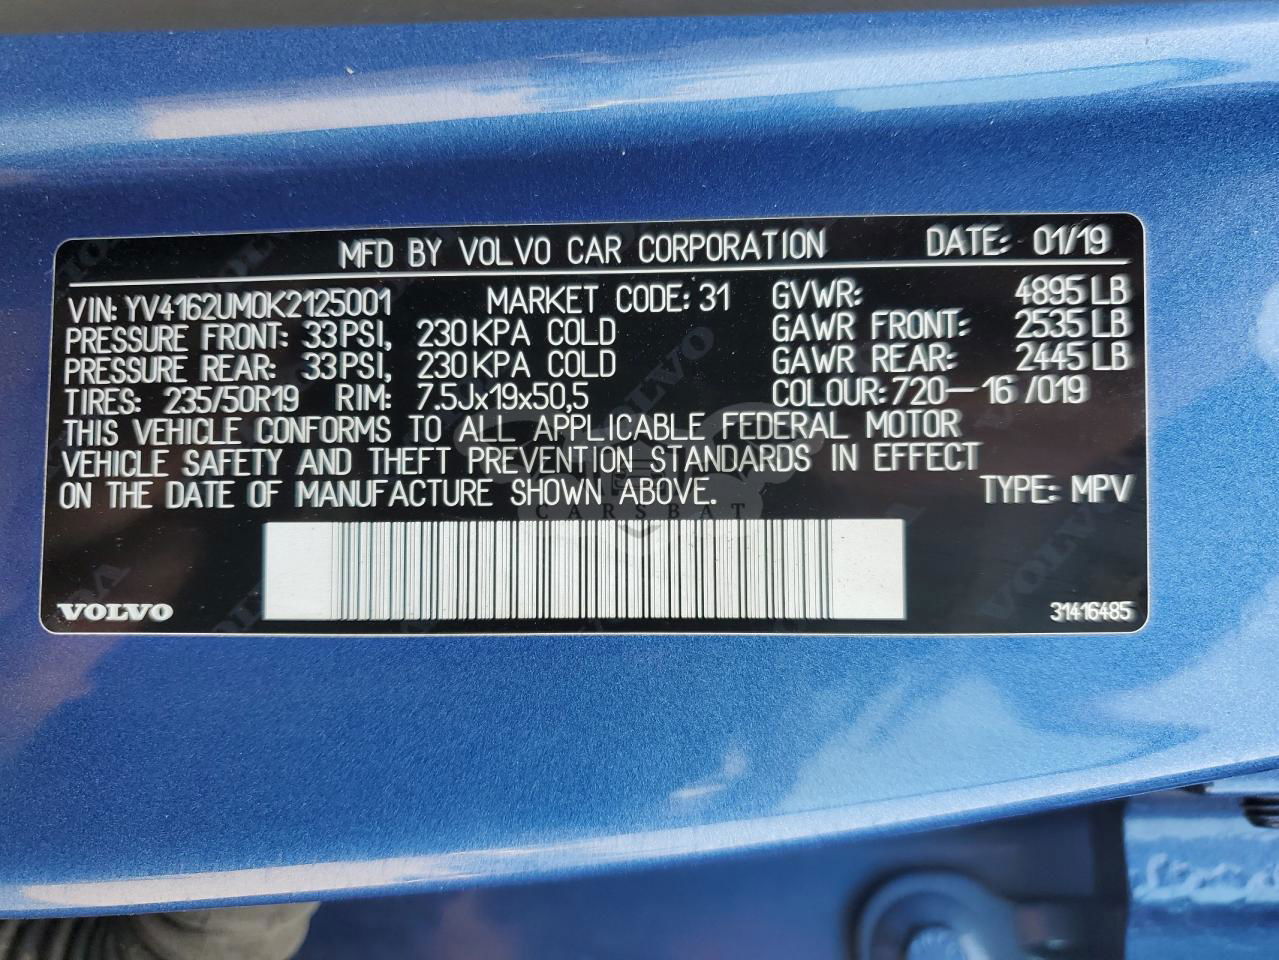 MFD BY VOLVO CAR CORPORATION DATE: 01/19
VIN: YV4162UM0K2125001 MARKET CODE: 31 GVWR: 4895 LB
PRESSURE FRONT: 33 PSI, 230 KPA COLD GAWR FRONT: 2535 LB
PRESSURE REAR: 33 PSI, 230 KPA COLD GAWR REAR: 2445 LB
TIRES: 235/50R19 RIM: 7.5Jx19x50,5 COLOUR: 720-16 /019
THIS VEHICLE CONFORMS TO ALL APPLICABLE FEDERAL MOTOR
VEHICLE SAFETY AND THEFT PREVENTION STANDARDS IN EFFECT
ON THE DATE OF MANUFACTURE SHOWN ABOVE. TYPE: MPV
CARSBAT
VOLVO 31416485